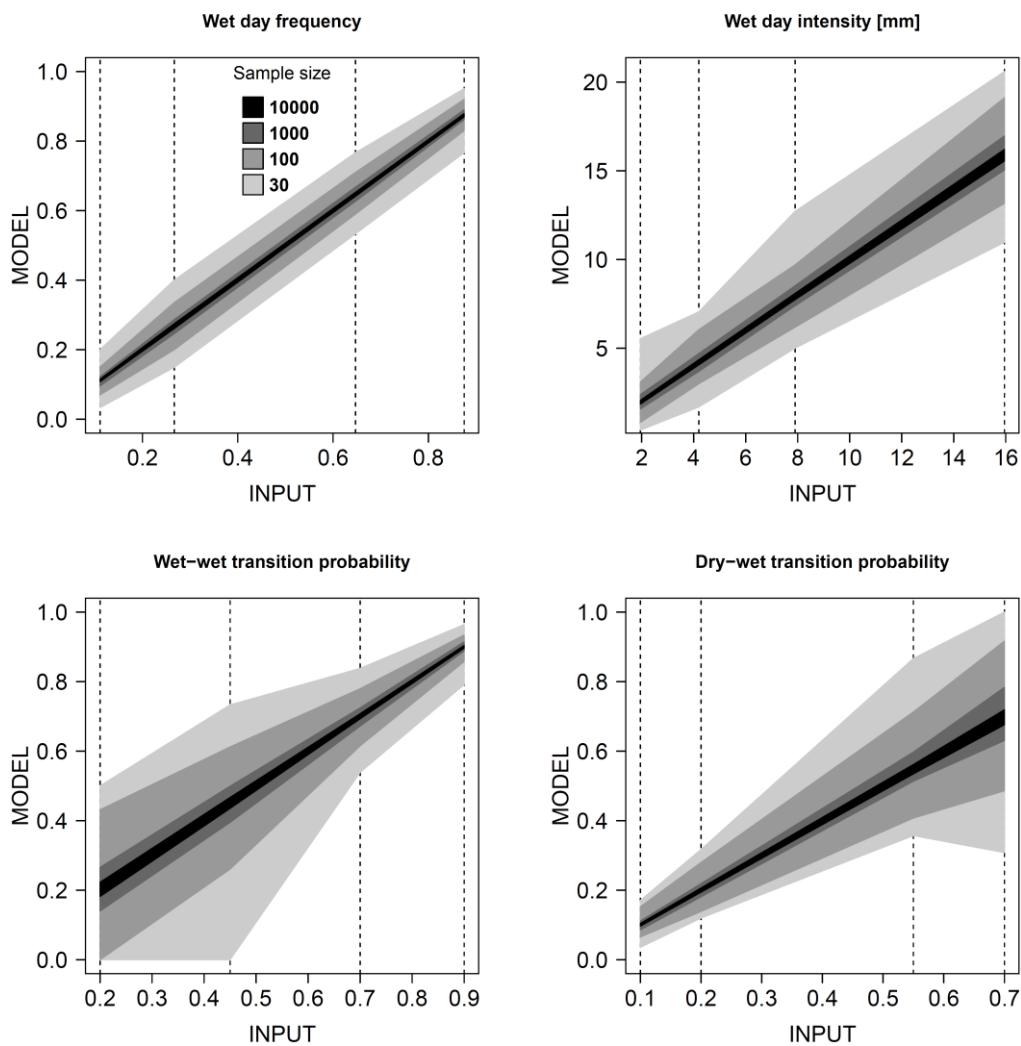 Wet day frequency
Sample size
10000
1000
100
30
MODEL
0.0
0.2
0.4
0.6
0.8
1.0
0.2 0.4 0.6 0.8
INPUT
Wet day intensity [mm]
MODEL
5
10
15
20
2 4 6 8 10 12 14 16
INPUT
Wet−wet transition probability
MODEL
0.0
0.2
0.4
0.6
0.8
1.0
0.2 0.3 0.4 0.5 0.6 0.7 0.8 0.9
INPUT
Dry−wet transition probability
MODEL
0.0
0.2
0.4
0.6
0.8
1.0
0.1 0.2 0.3 0.4 0.5 0.6 0.7
INPUT